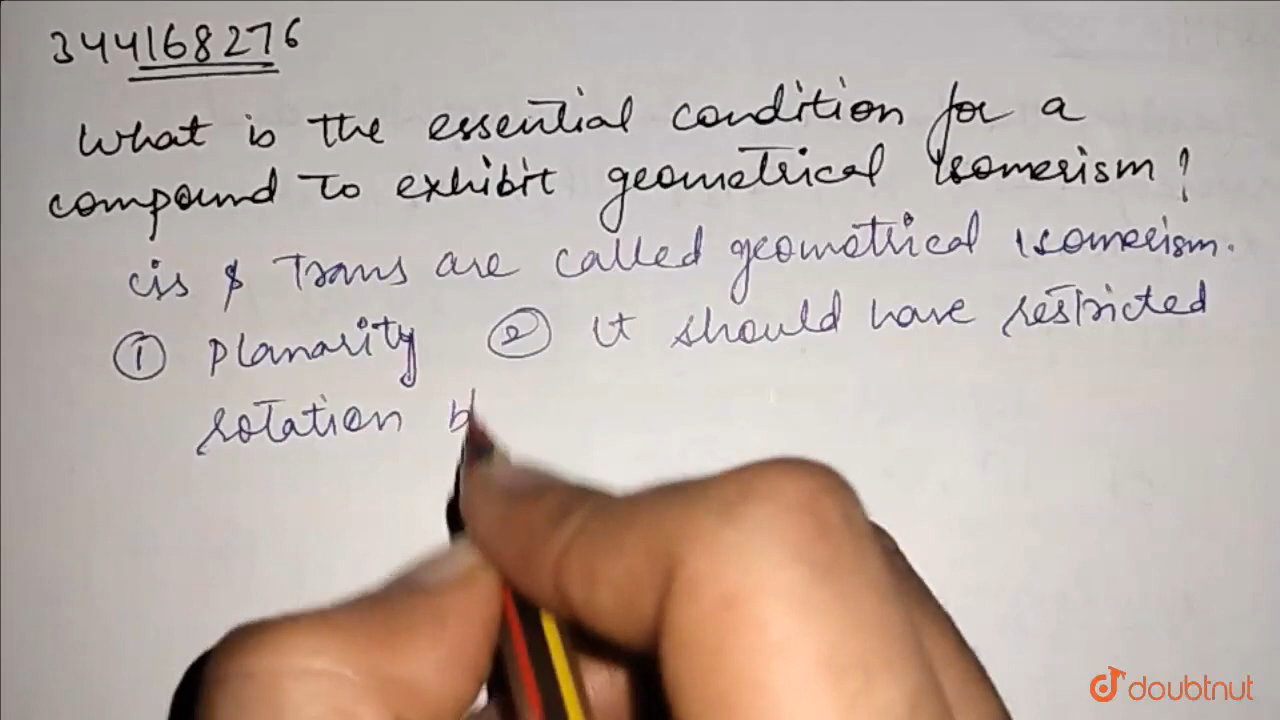 344168276
What is the essential condition for a
compound to exhibit geometrical isomerism?
cis & Trans are called geometrical isomerism.
① Planarity ② It should have restricted
rotation b
doubtnut